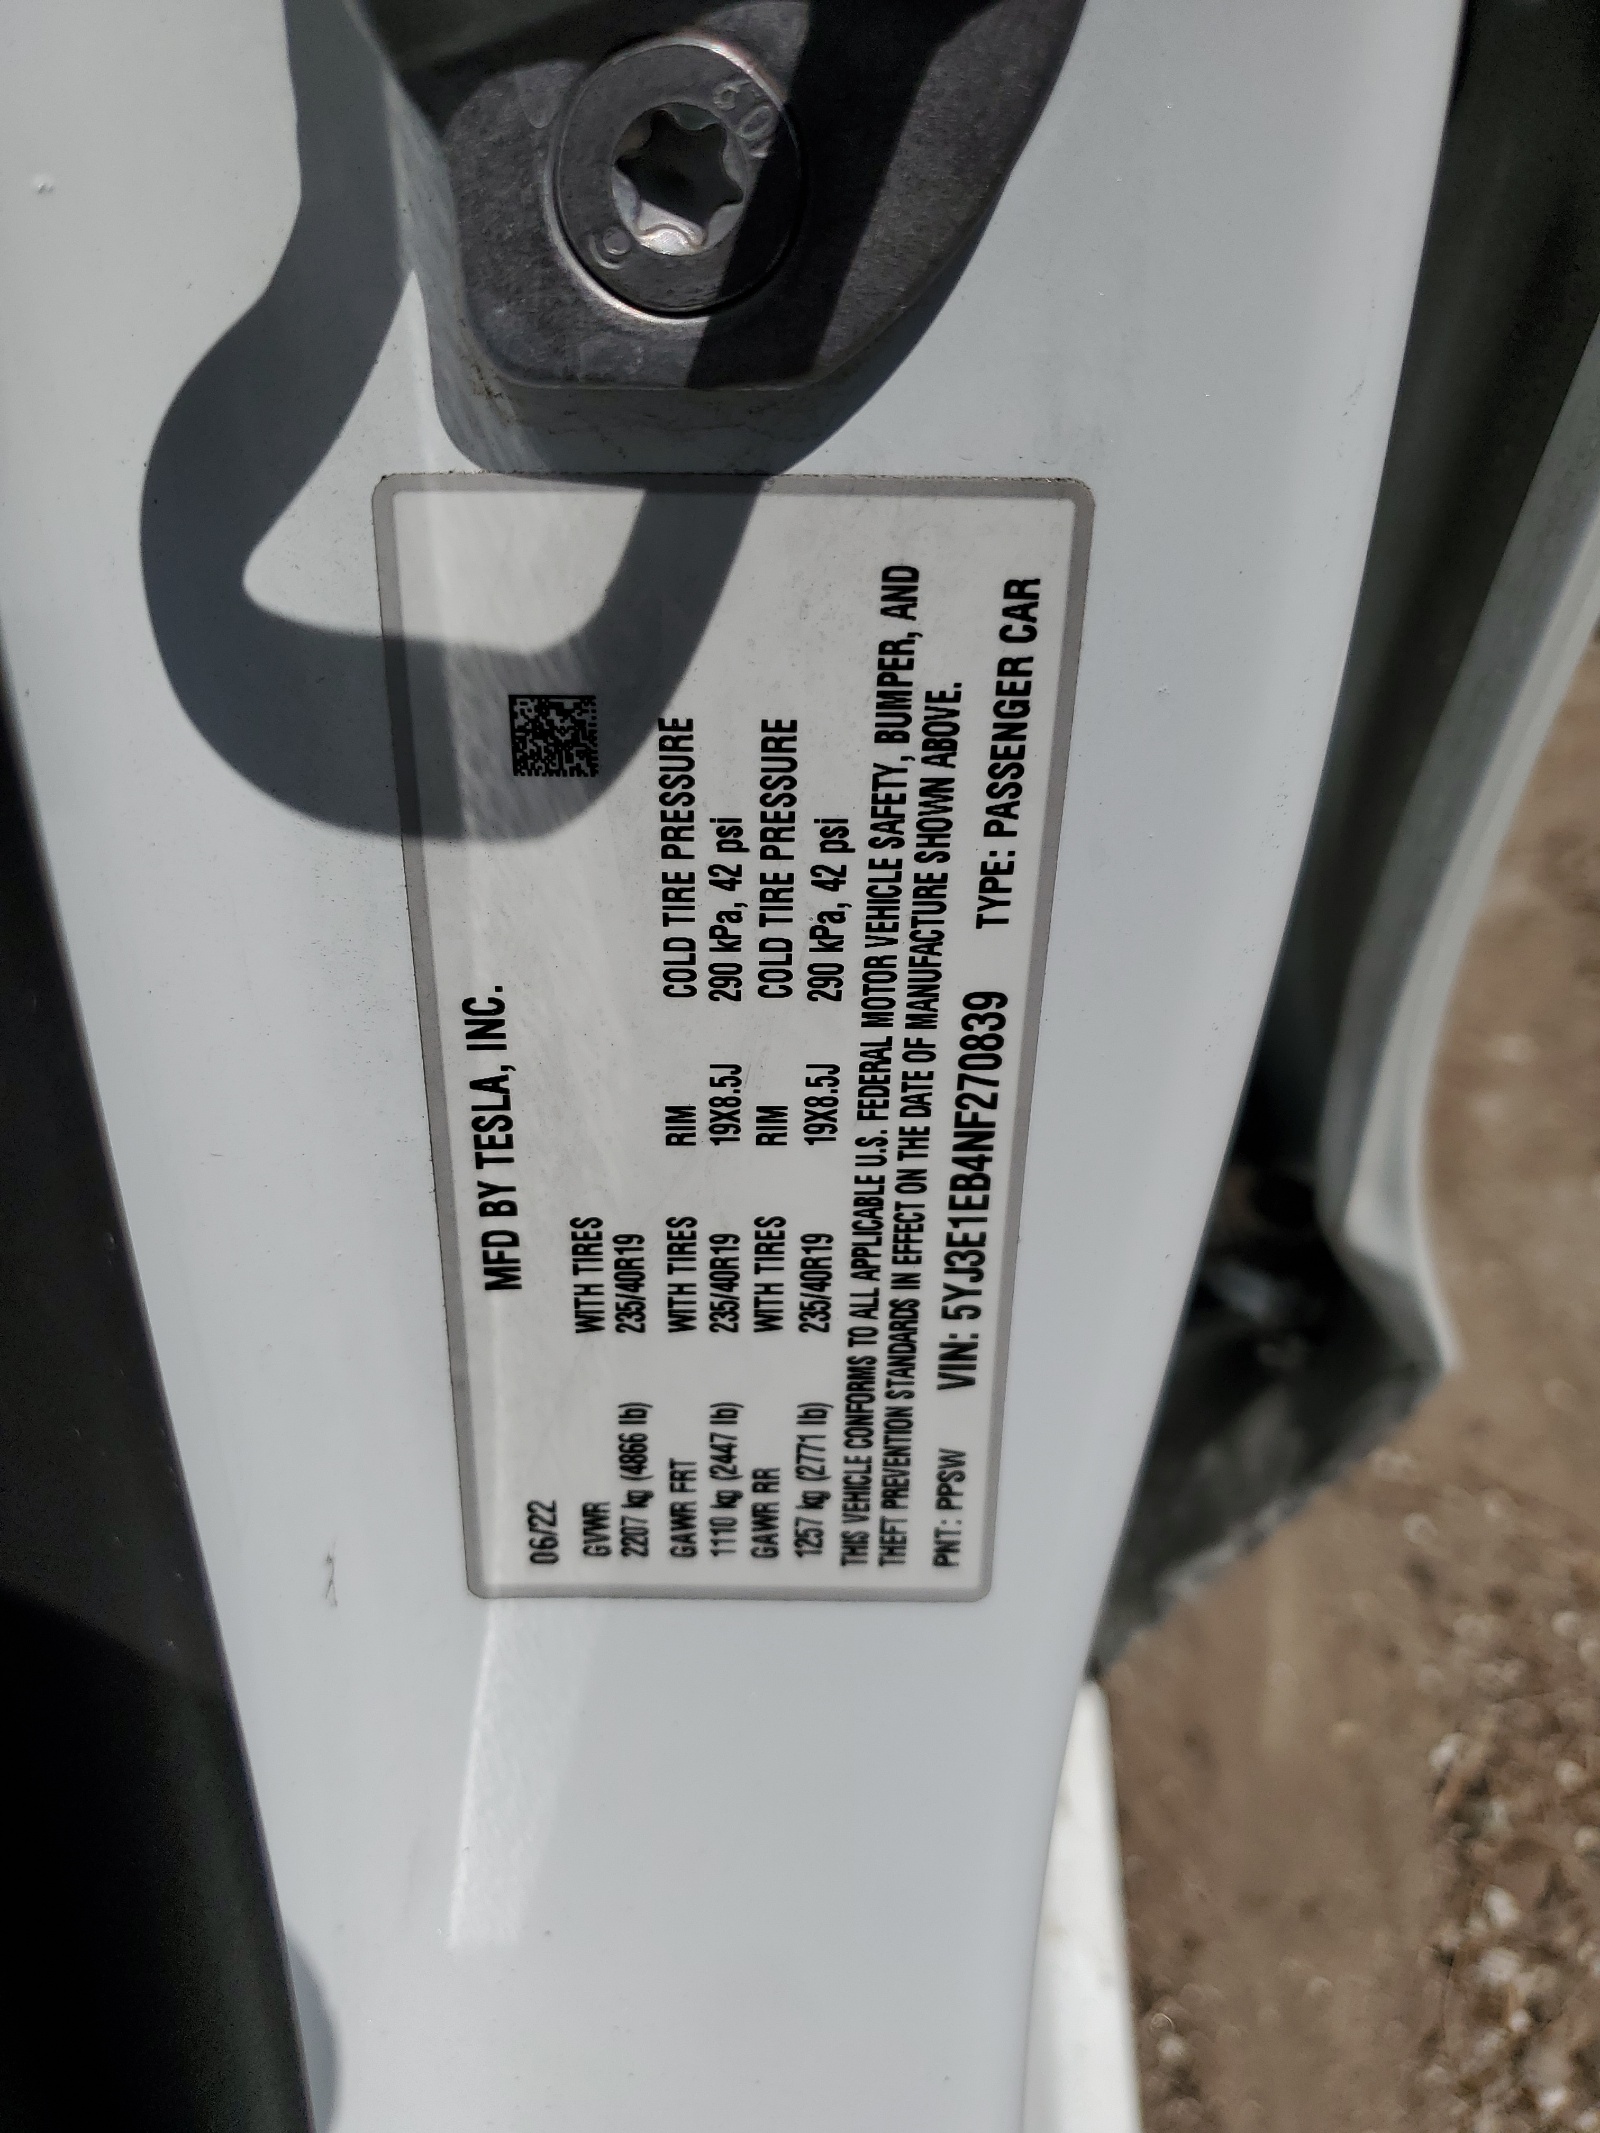 MFD BY TESLA, INC.
06/22
GVWR WITH TIRES
2207 kg (4866 lb) 235/40R19
GAWR FRT WITH TIRES RIM COLD TIRE PRESSURE
1110 kg (2447 lb) 235/40R19 19X8.5J 290 kPa, 42 psi
GAWR RR WITH TIRES RIM COLD TIRE PRESSURE
1257 kg (2771 lb) 235/40R19 19X8.5J 290 kPa, 42 psi
THIS VEHICLE CONFORMS TO ALL APPLICABLE U.S. FEDERAL MOTOR VEHICLE SAFETY, BUMPER, AND
THEFT PREVENTION STANDARDS IN EFFECT ON THE DATE OF MANUFACTURE SHOWN ABOVE.
PNT: PPSW VIN: 5YJ3E1EB4NF270839 TYPE: PASSENGER CAR